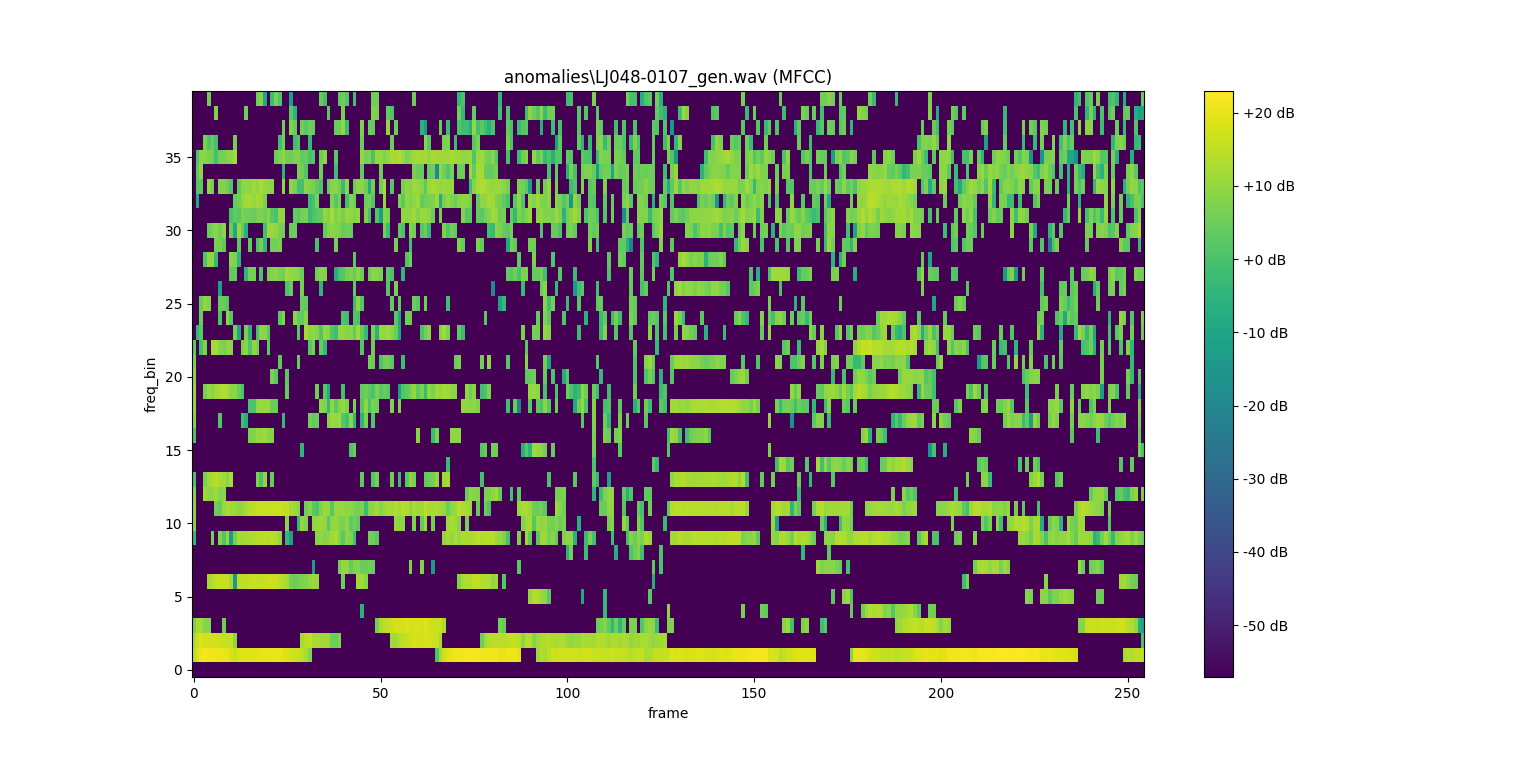 anomalies\LJ048-0107_gen.wav (MFCC)
freq_bin
35
30
25
20
15
10
5
0
0 50 100 150 200 250
frame
+20 dB
+10 dB
+0 dB
-10 dB
-20 dB
-30 dB
-40 dB
-50 dB